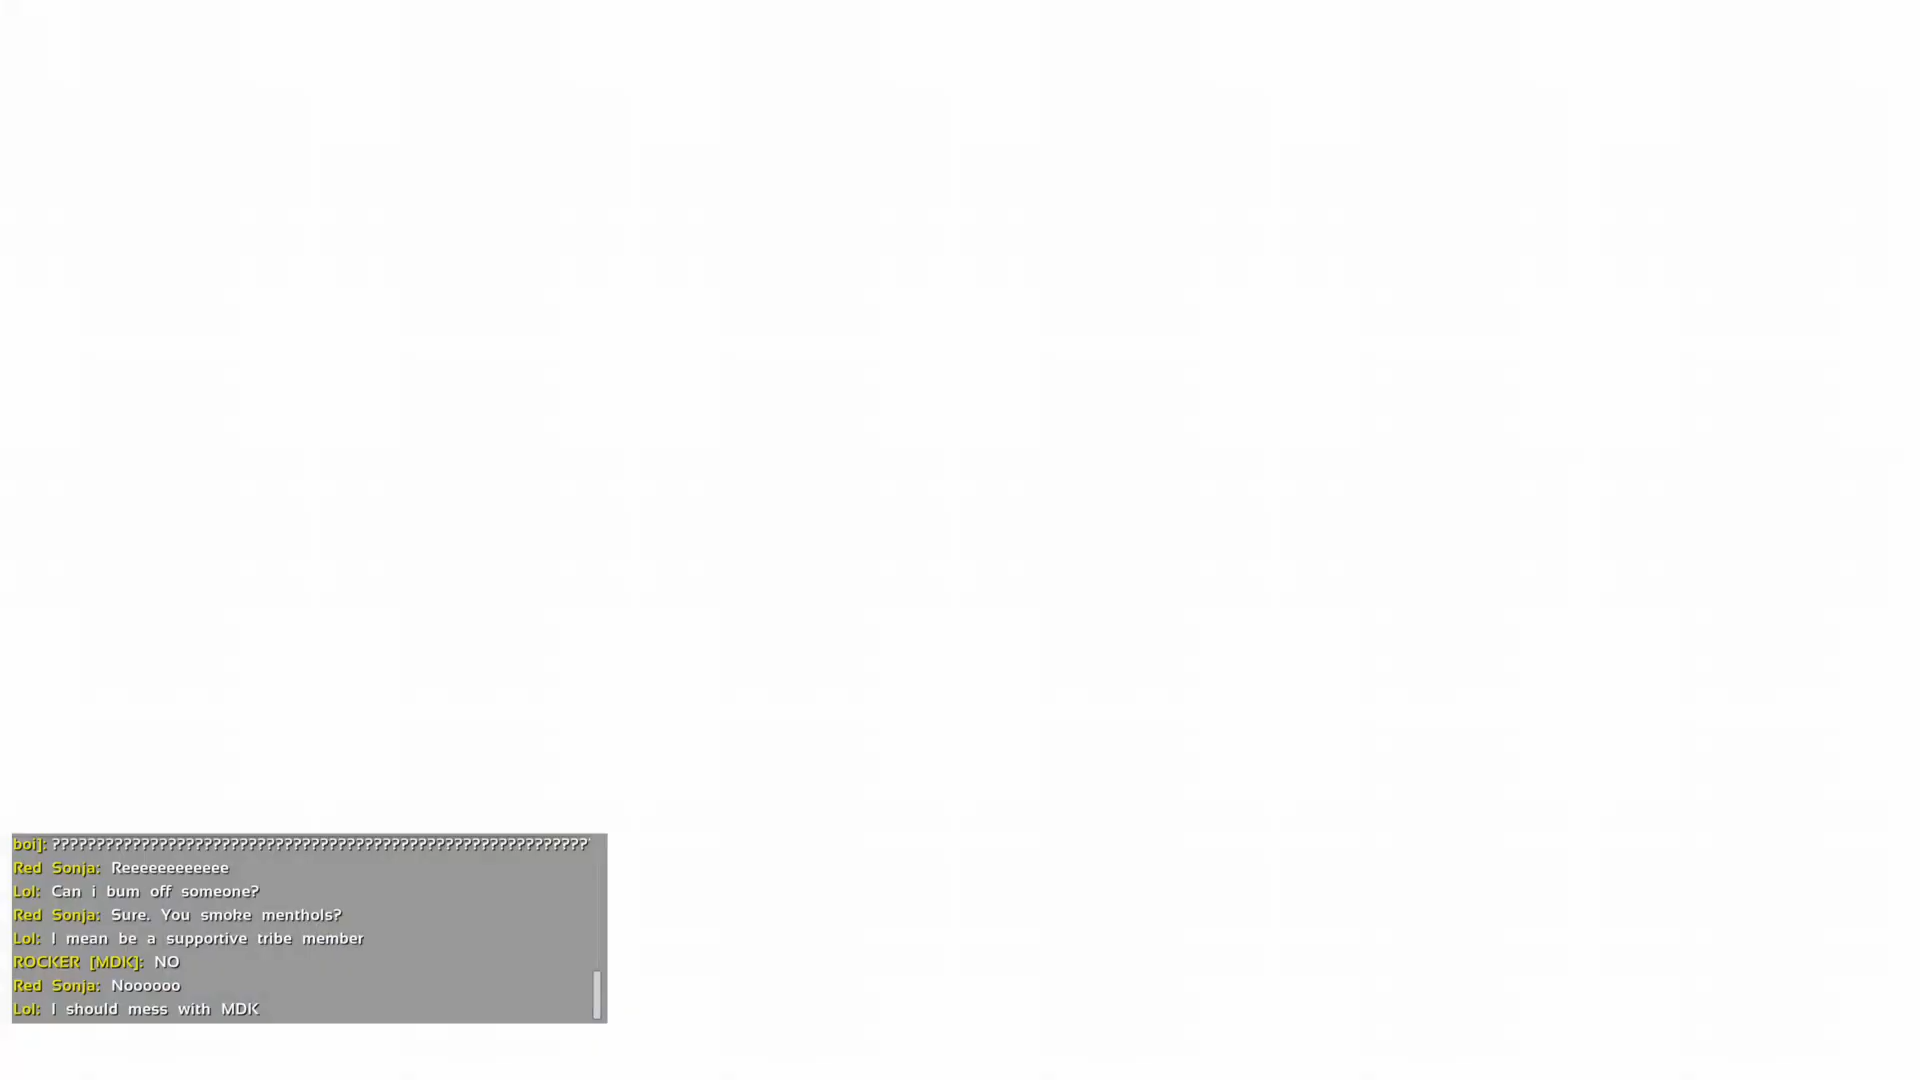 boi]: ????????????????????????????????????????????????????????????
Red Sonja: Reeeeeeeeeeee
Lol: Can i bum off someone?
Red Sonja: Sure. You smoke menthols?
Lol: I mean be a supportive tribe member
ROCKER [MDK]: NO
Red Sonja: Noooooo
Lol: I should mess with MDK